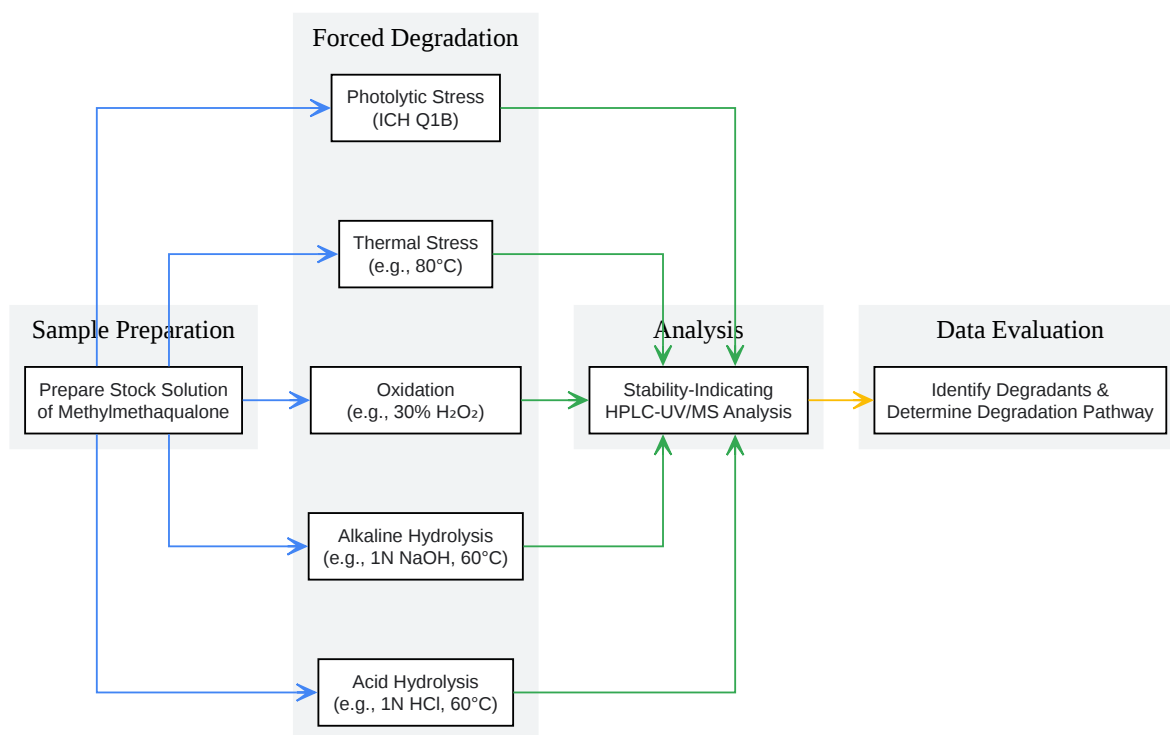 Forced Degradation
Photolytic Stress
(ICH Q1B)
Thermal Stress
(e.g., 80°C)
Sample Preparation
Analysis
Data Evaluation
Prepare Stock Solution
of Methylmethaqualone
Oxidation
(e.g., 30% H₂O₂)
Stability-Indicating
HPLC-UV/MS Analysis
Identify Degradants &
Determine Degradation Pathway
Alkaline Hydrolysis
(e.g., 1N NaOH, 60°C)
Acid Hydrolysis
(e.g., 1N HCl, 60°C)